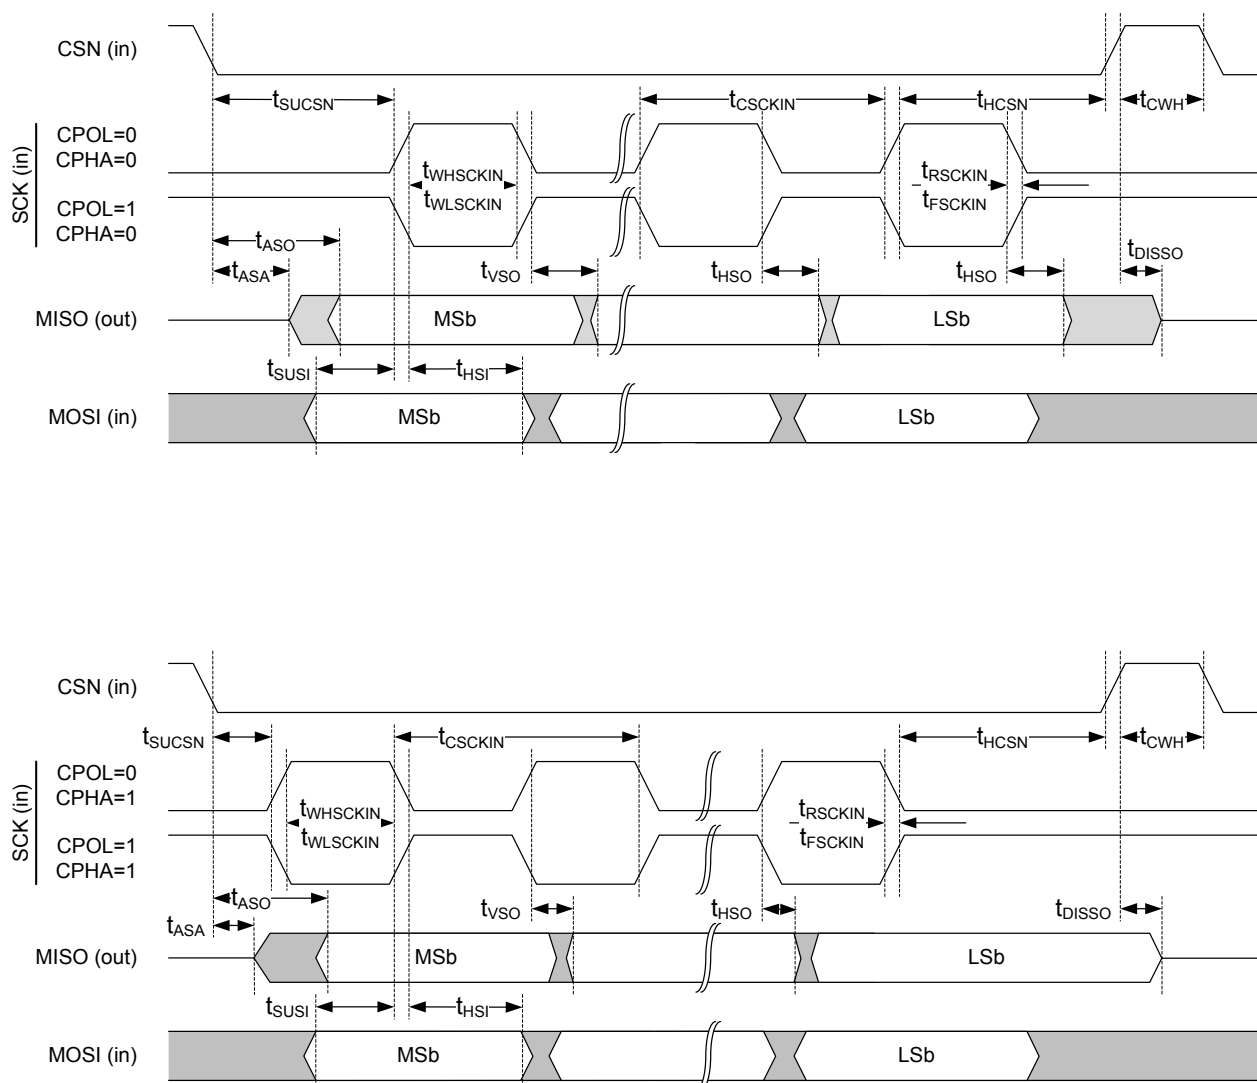 CSN (in)
tSUCSN
tCSCKIN
tHCSN
tCWH
SCK (in)
CPOL=0
CPHA=0
tWHSCKIN
tWLSCKIN
tRSCKIN
tFSCKIN
CPOL=1
CPHA=0
tASO
tASA
tVSO
tHSO
tHSO
tDISSO
MISO (out)
MSb
LSb
tSUSI
tHSI
MOSI (in)
MSb
LSb
CSN (in)
tSUCSN
tCSCKIN
tHCSN
tCWH
SCK (in)
CPOL=0
CPHA=1
tWHSCKIN
tWLSCKIN
tRSCKIN
tFSCKIN
CPOL=1
CPHA=1
tASO
tASA
tVSO
tHSO
tDISSO
MISO (out)
MSb
LSb
tSUSI
tHSI
MOSI (in)
MSb
LSb